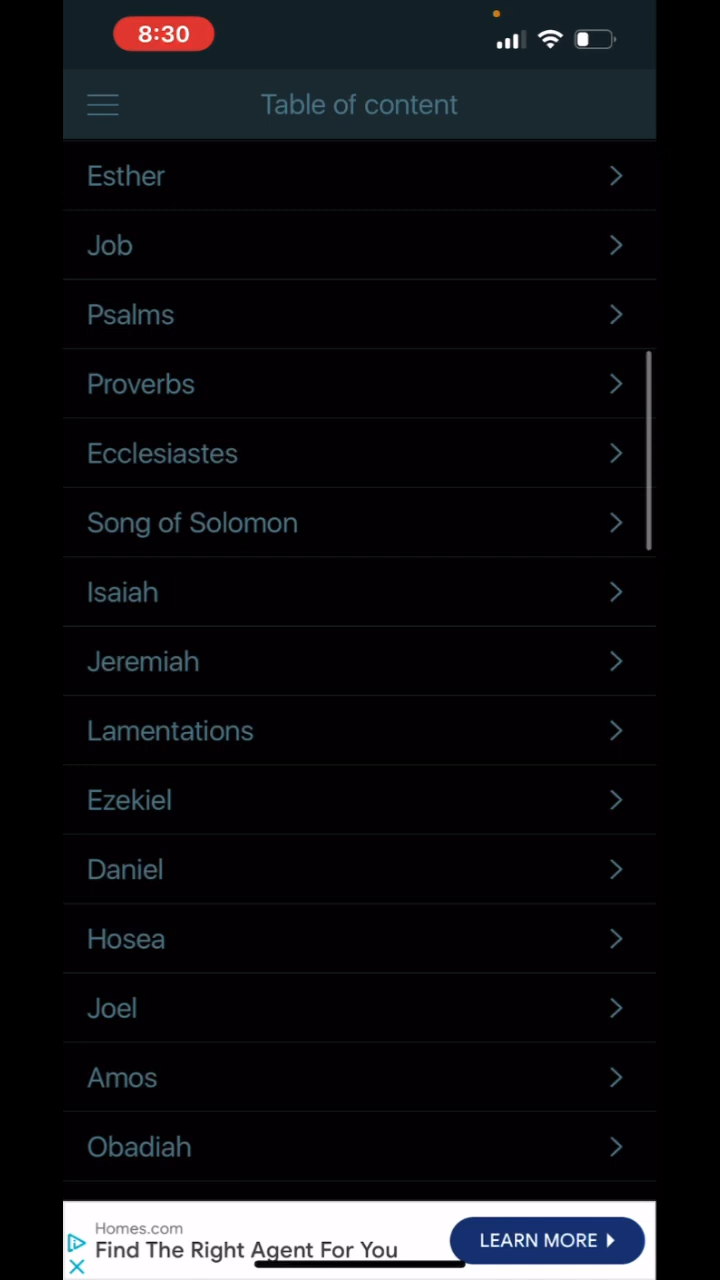 8:30
Table of content
Esther
Job
Psalms
Proverbs
Ecclesiastes
Song of Solomon
Isaiah
Jeremiah
Lamentations
Ezekiel
Daniel
Hosea
Joel
Amos
Obadiah
Homes.com
Find The Right Agent For You
LEARN MORE